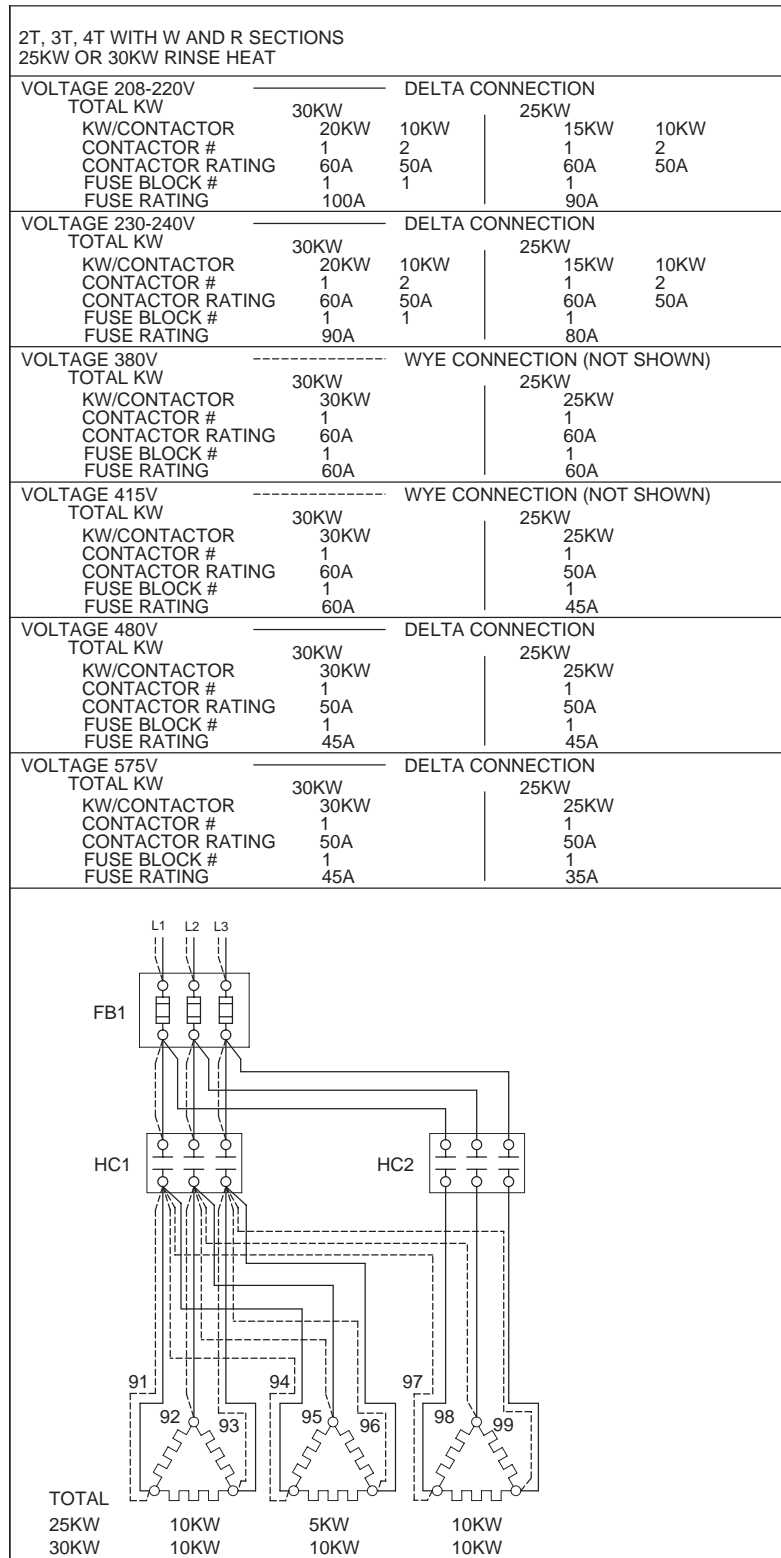 2T, 3T, 4T WITH W AND R SECTIONS
25KW OR 30KW RINSE HEAT
VOLTAGE 208-220V DELTA CONNECTION
TOTAL KW 30KW 25KW
KW/CONTACTOR 20KW 10KW 15KW 10KW
CONTACTOR # 1 2 1 2
CONTACTOR RATING 60A 50A 60A 50A
FUSE BLOCK # 1 1 1
FUSE RATING 100A 90A
VOLTAGE 230-240V DELTA CONNECTION
TOTAL KW 30KW 25KW
KW/CONTACTOR 20KW 10KW 15KW 10KW
CONTACTOR # 1 2 1 2
CONTACTOR RATING 60A 50A 60A 50A
FUSE BLOCK # 1 1 1
FUSE RATING 90A 80A
VOLTAGE 380V WYE CONNECTION (NOT SHOWN)
TOTAL KW 30KW 25KW
KW/CONTACTOR 30KW 25KW
CONTACTOR # 1 1
CONTACTOR RATING 60A 60A
FUSE BLOCK # 1 1
FUSE RATING 60A 60A
VOLTAGE 415V WYE CONNECTION (NOT SHOWN)
TOTAL KW 30KW 25KW
KW/CONTACTOR 30KW 25KW
CONTACTOR # 1 1
CONTACTOR RATING 60A 50A
FUSE BLOCK # 1 1
FUSE RATING 60A 45A
VOLTAGE 480V DELTA CONNECTION
TOTAL KW 30KW 25KW
KW/CONTACTOR 30KW 25KW
CONTACTOR # 1 1
CONTACTOR RATING 50A 50A
FUSE BLOCK # 1 1
FUSE RATING 45A 45A
VOLTAGE 575V DELTA CONNECTION
TOTAL KW 30KW 25KW
KW/CONTACTOR 30KW 25KW
CONTACTOR # 1 1
CONTACTOR RATING 50A 50A
FUSE BLOCK # 1 1
FUSE RATING 45A 35A
L1 L2 L3
FB1
HC1 HC2
91 94 97
92 93 95 96 98 99
TOTAL
25KW 10KW 5KW 10KW
30KW 10KW 10KW 10KW